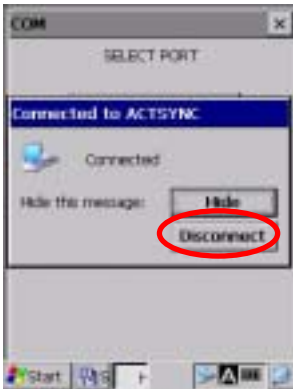 COM
SELECT PORT
Connected to ACTSYNC
Connected
Hide this message:
Hide
Disconnect
Start